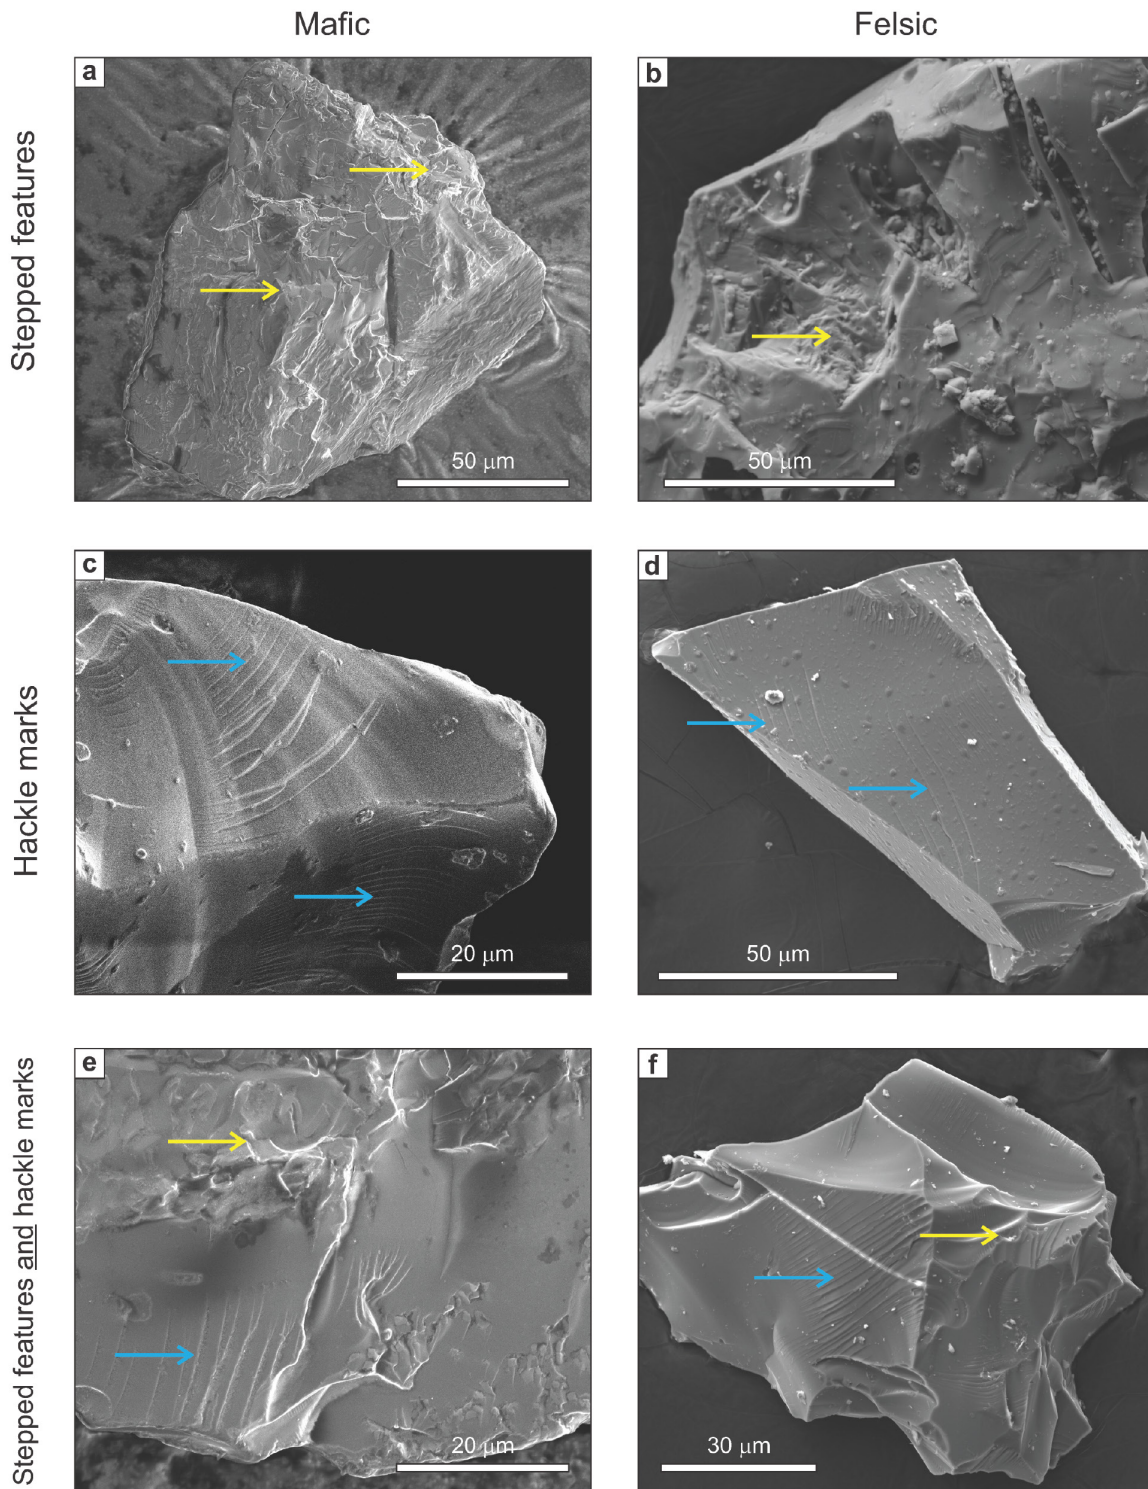 Mafic
Felsic
Stepped features
a
50 μm
b
50 μm
Hackle marks
c
20 μm
d
50 μm
Stepped features and hackle marks
e
20 μm
f
30 μm